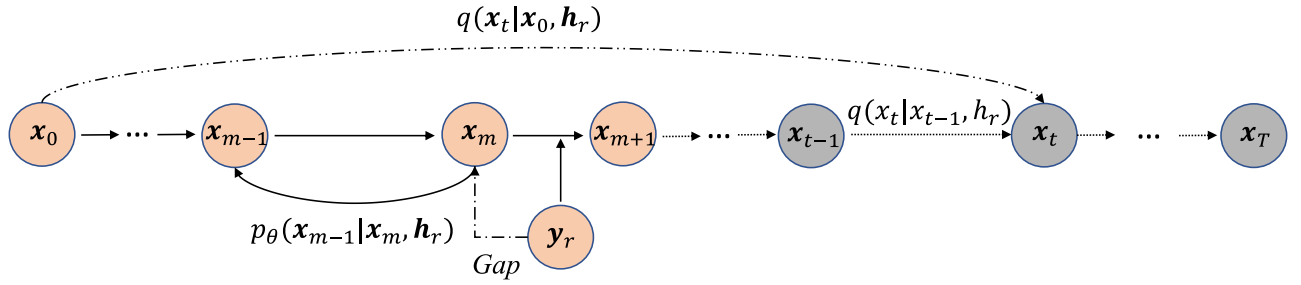 q(x_t|x_0, h_r)
x_0 ... x_{m−1} x_m x_{m+1} ... x_{t−1} q(x_t|x_{t−1}, h_r) x_t ... x_T
p_θ(x_{m−1}|x_m, h_r)
y_r
Gap